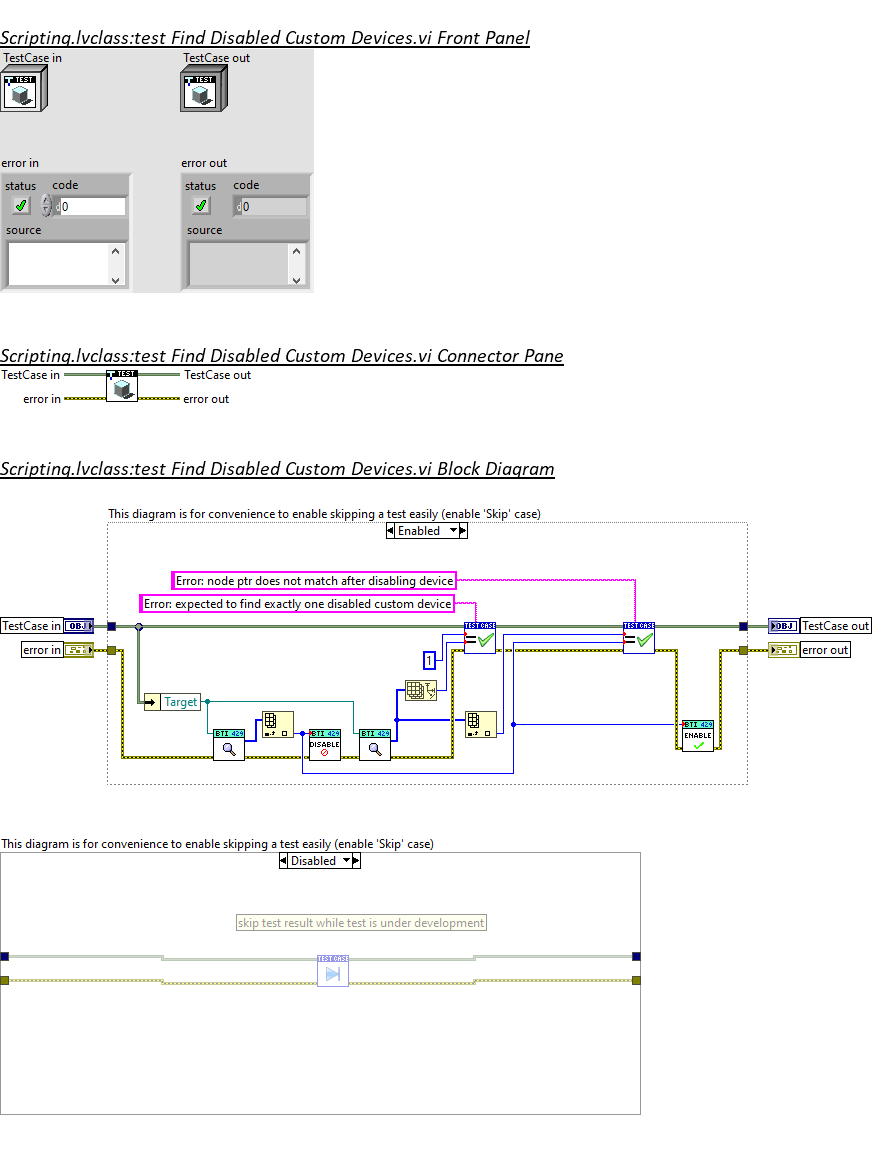 Scripting.lvclass:test Find Disabled Custom Devices.vi Front Panel
TestCase in TestCase out
TEST TEST
error in error out
status code status code
0 0
source source
Scripting.lvclass:test Find Disabled Custom Devices.vi Connector Pane
TestCase in TEST TestCase out
error in error out
Scripting.lvclass:test Find Disabled Custom Devices.vi Block Diagram
This diagram is for convenience to enable skipping a test easily (enable 'Skip' case)
Enabled
Error: node ptr does not match after disabling device
Error: expected to find exactly one disabled custom device
TestCase in OBJ TEST CASE TEST CASE OBJ TestCase out
error in error out
1
Target
BTI 429 BTI 429 BTI 429 BTI 429
DISABLE ENABLE
This diagram is for convenience to enable skipping a test easily (enable 'Skip' case)
Disabled
skip test result while test is under development
TEST CASE